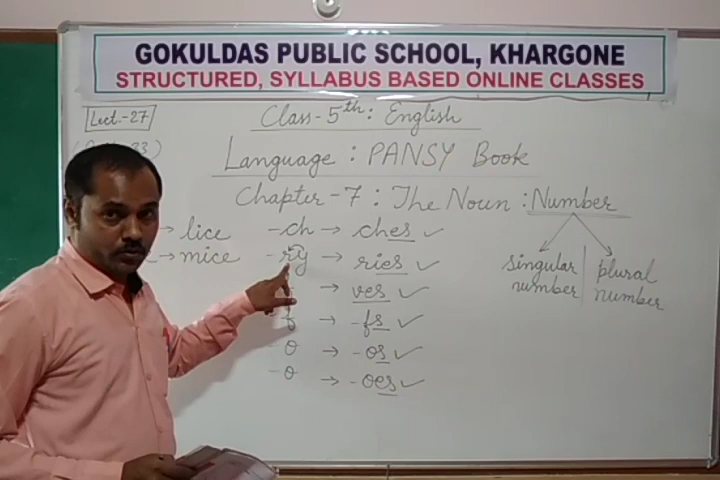 GOKULDAS PUBLIC SCHOOL, KHARGONE
STRUCTURED, SYLLABUS BASED ONLINE CLASSES
Lect.-27
Class-5th: English
Language: PANSY Book
Chapter-7: The Noun: Number
→ lice
→ mice
-ch → ches ✓
-ry → ries ✓
→ ves ✓
f → -fs ✓
-o → -os ✓
-o → -oes ✓
singular number
plural number